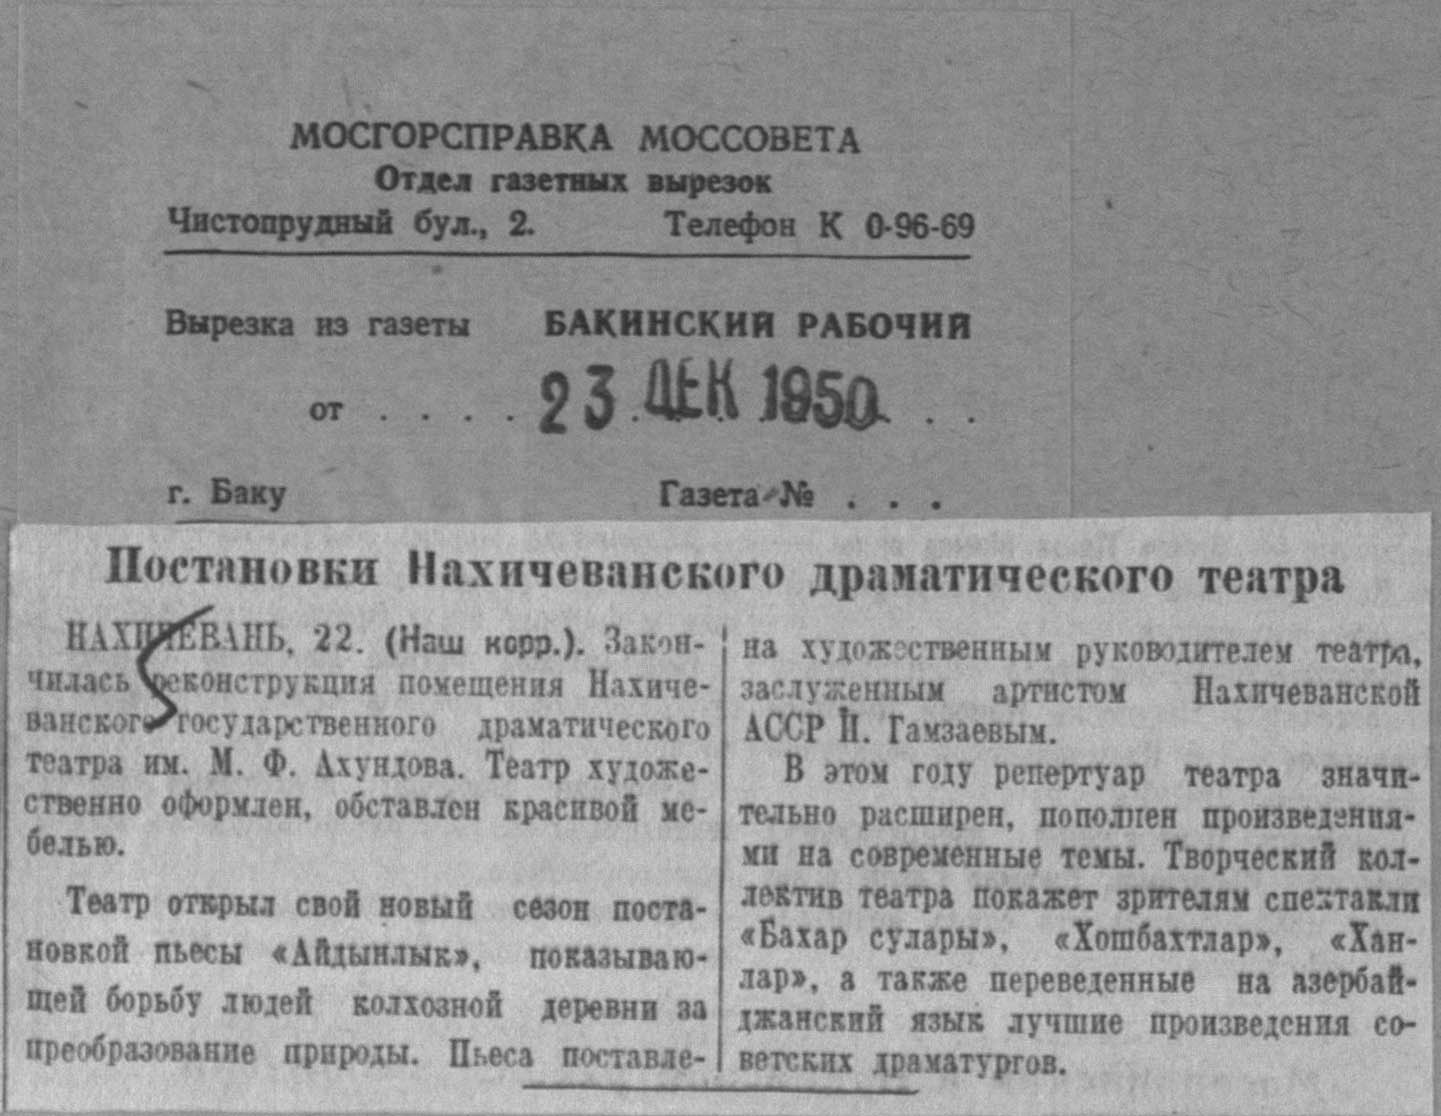 МОСГОРСПРАВКА МОССОВЕТА
Отдел газетных вырезок
Чистопрудный бул., 2. Телефон К 0-96-69
Вырезка из газеты БАКИНСКИЙ РАБОЧИЙ
от . . . . 23 ДЕК 1950 . .
г. Баку Газета № . . .
Постановки Нахичеванского драматического театра
НАХИЧЕВАНЬ, 22. (Наш корр.). Закон-
чилась реконструкция помещения Нахиче-
ванского государственного драматического
театра им. М. Ф. Ахундова. Театр художе-
ственно оформлен, обставлен красивой ме-
белью.
Театр открыл свой новый сезон поста-
новкой пьесы «Айдынлык», показываю-
щей борьбу людей колхозной деревни за
преобразование природы. Пьеса поставле-
на художественным руководителем театра,
заслуженным артистом Нахичеванской
АССР И. Гамзаевым.
В этом году репертуар театра значи-
тельно расширен, пополнен произведения-
ми на современные темы. Творческий кол-
лектив театра покажет зрителям спектакли
«Бахар сулары», «Хошбахтлар», «Хан-
лар», а также переведенные на азербай-
джанский язык лучшие произведения со-
ветских драматургов.